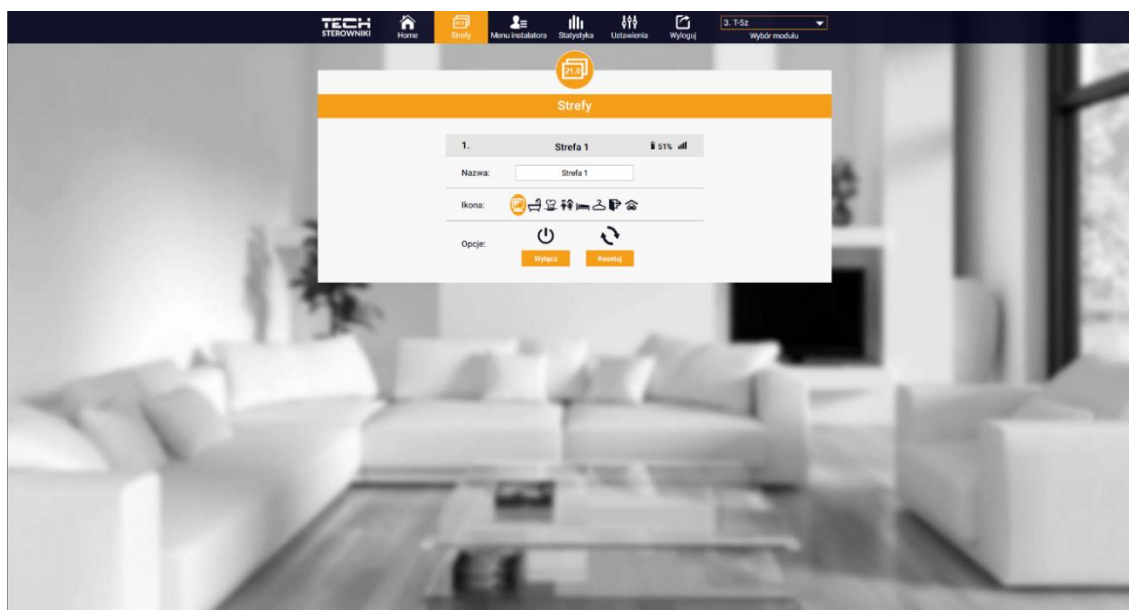 TECH
STEROWNIKI
Home
Strefy
Menu instalatora
Statystyka
Ustawienia
Wyloguj
3. T-5z
Wybór modułu
21.0
Strefy
1. Strefa 1 51%
Nazwa: Strefa 1
Ikona:
Opcje:
Wyłącz Resetuj